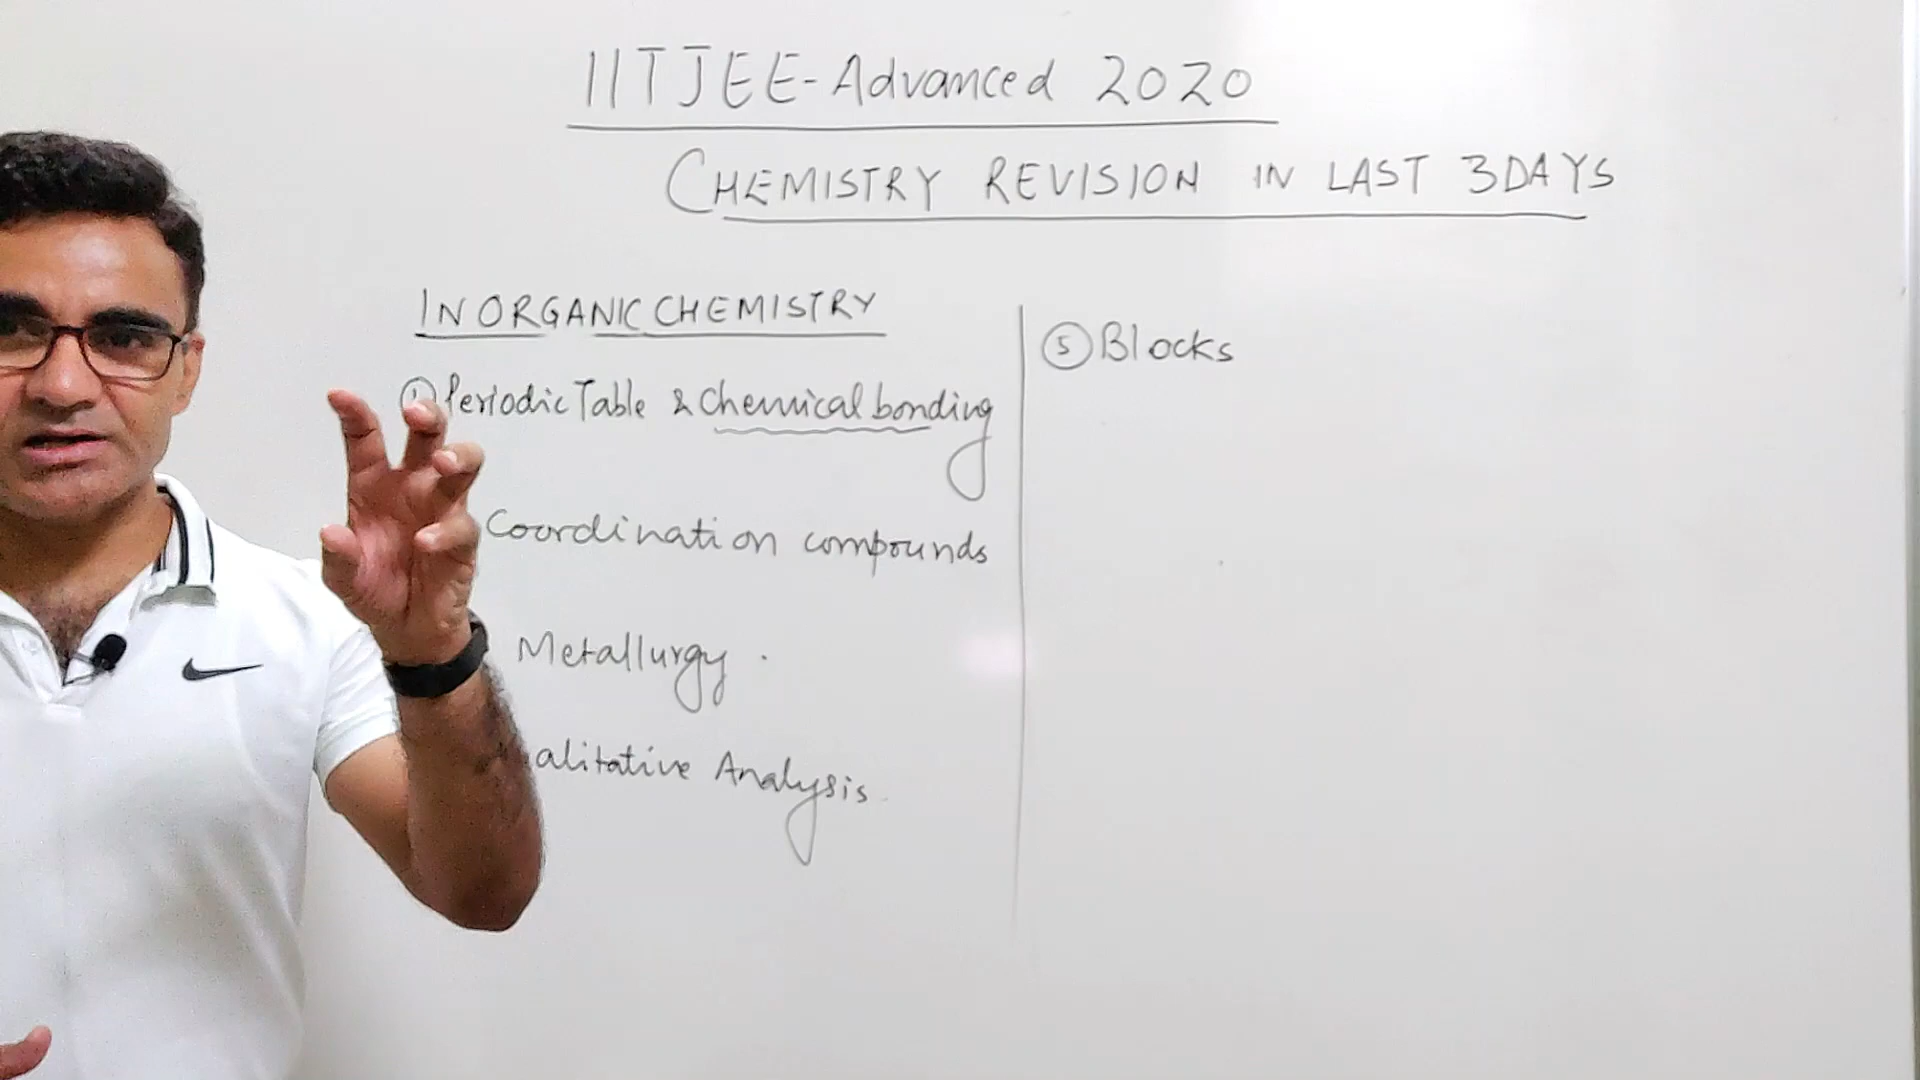 IITJEE-Advanced 2020
CHEMISTRY REVISION IN LAST 3DAYS
INORGANIC CHEMISTRY
① Periodic Table & Chemical bonding
Coordination compounds
Metallurgy.
alitative Analysis
⑤ Blocks